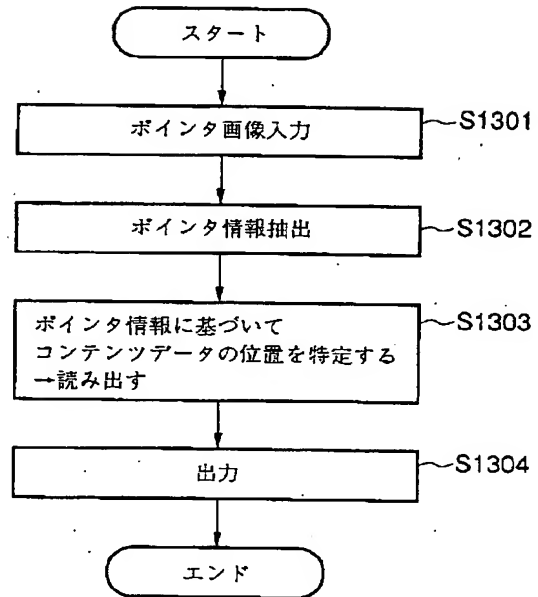 スタート
ポインタ画像入力
S1301
ポインタ情報抽出
S1302
ポインタ情報に基づいて
コンテンツデータの位置を特定する
→読み出す
S1303
出力
S1304
エンド